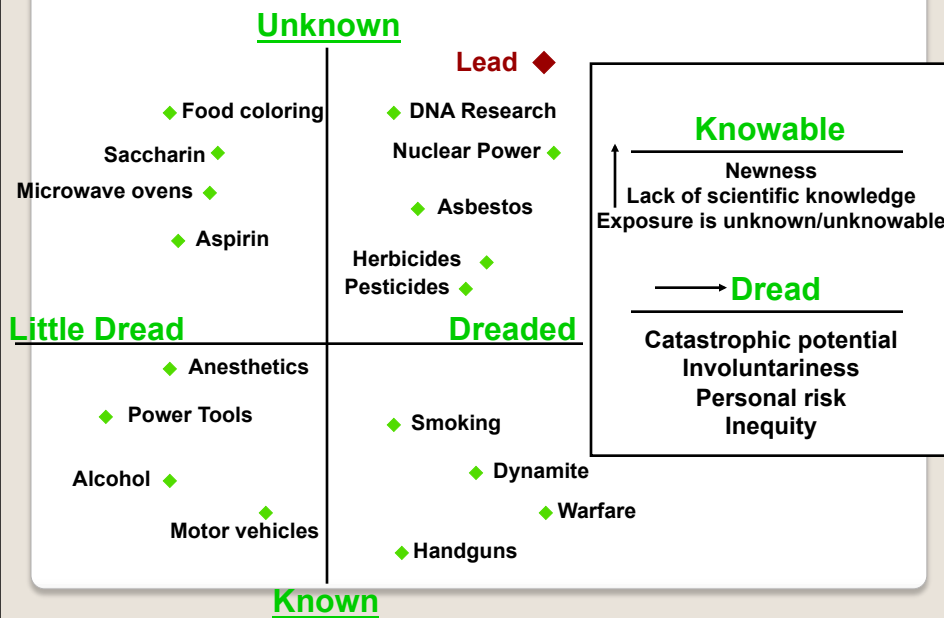 Unknown
Lead
Food coloring
DNA Research
Saccharin
Nuclear Power
Microwave ovens
Asbestos
Aspirin
Herbicides
Pesticides
Little Dread
Dreaded
Anesthetics
Power Tools
Smoking
Alcohol
Dynamite
Motor vehicles
Warfare
Handguns
Known
Knowable
Newness
Lack of scientific knowledge
Exposure is unknown/unknowable
Dread
Catastrophic potential
Involuntariness
Personal risk
Inequity